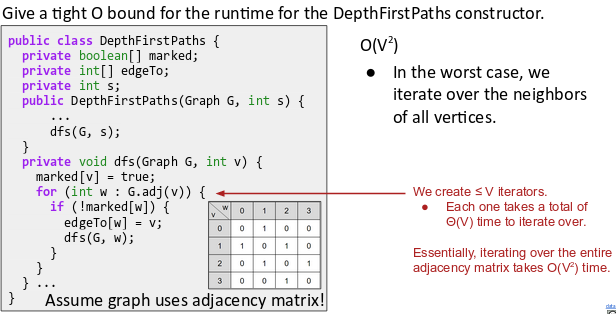 Give a tight O bound for the runtime for the DepthFirstPaths constructor.
public class DepthFirstPaths {
private boolean[] marked;
private int[] edgeTo;
private int s;
public DepthFirstPaths(Graph G, int s) {
...
dfs(G, s);
}
private void dfs(Graph G, int v) {
marked[v] = true;
for (int w : G.adj(v)) {
if (!marked[w]) {
edgeTo[w] = v;
dfs(G, w);
}
}
} ...
}
w
v 0 1 2 3
0 0 1 1 0
1 1 0 1 0
2 0 1 0 1
3 0 0 1 0
Assume graph uses adjacency matrix!
O(V²)
● In the worst case, we
iterate over the neighbors
of all vertices.
We create ≤ V iterators.
● Each one takes a total of
Θ(V) time to iterate over.
Essentially, iterating over the entire
adjacency matrix takes O(V²) time.